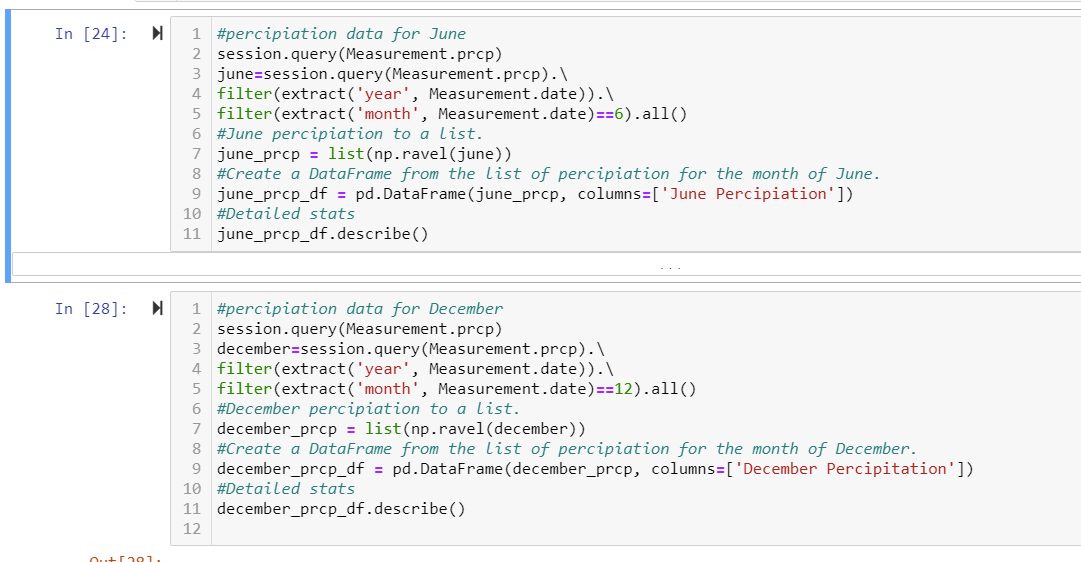 In [24]:
1 #percipiation data for June
2 session.query(Measurement.prcp)
3 june=session.query(Measurement.prcp).\
4 filter(extract('year', Measurement.date)).\
5 filter(extract('month', Measurement.date)==6).all()
6 #June percipiation to a list.
7 june_prcp = list(np.ravel(june))
8 #Create a DataFrame from the list of percipiation for the month of June.
9 june_prcp_df = pd.DataFrame(june_prcp, columns=['June Percipiation'])
10 #Detailed stats
11 june_prcp_df.describe()
...
In [28]:
1 #percipiation data for December
2 session.query(Measurement.prcp)
3 december=session.query(Measurement.prcp).\
4 filter(extract('year', Measurement.date)).\
5 filter(extract('month', Measurement.date)==12).all()
6 #December percipiation to a list.
7 december_prcp = list(np.ravel(december))
8 #Create a DataFrame from the list of percipiation for the month of December.
9 december_prcp_df = pd.DataFrame(december_prcp, columns=['December Percipitation'])
10 #Detailed stats
11 december_prcp_df.describe()
12
Out[28]: